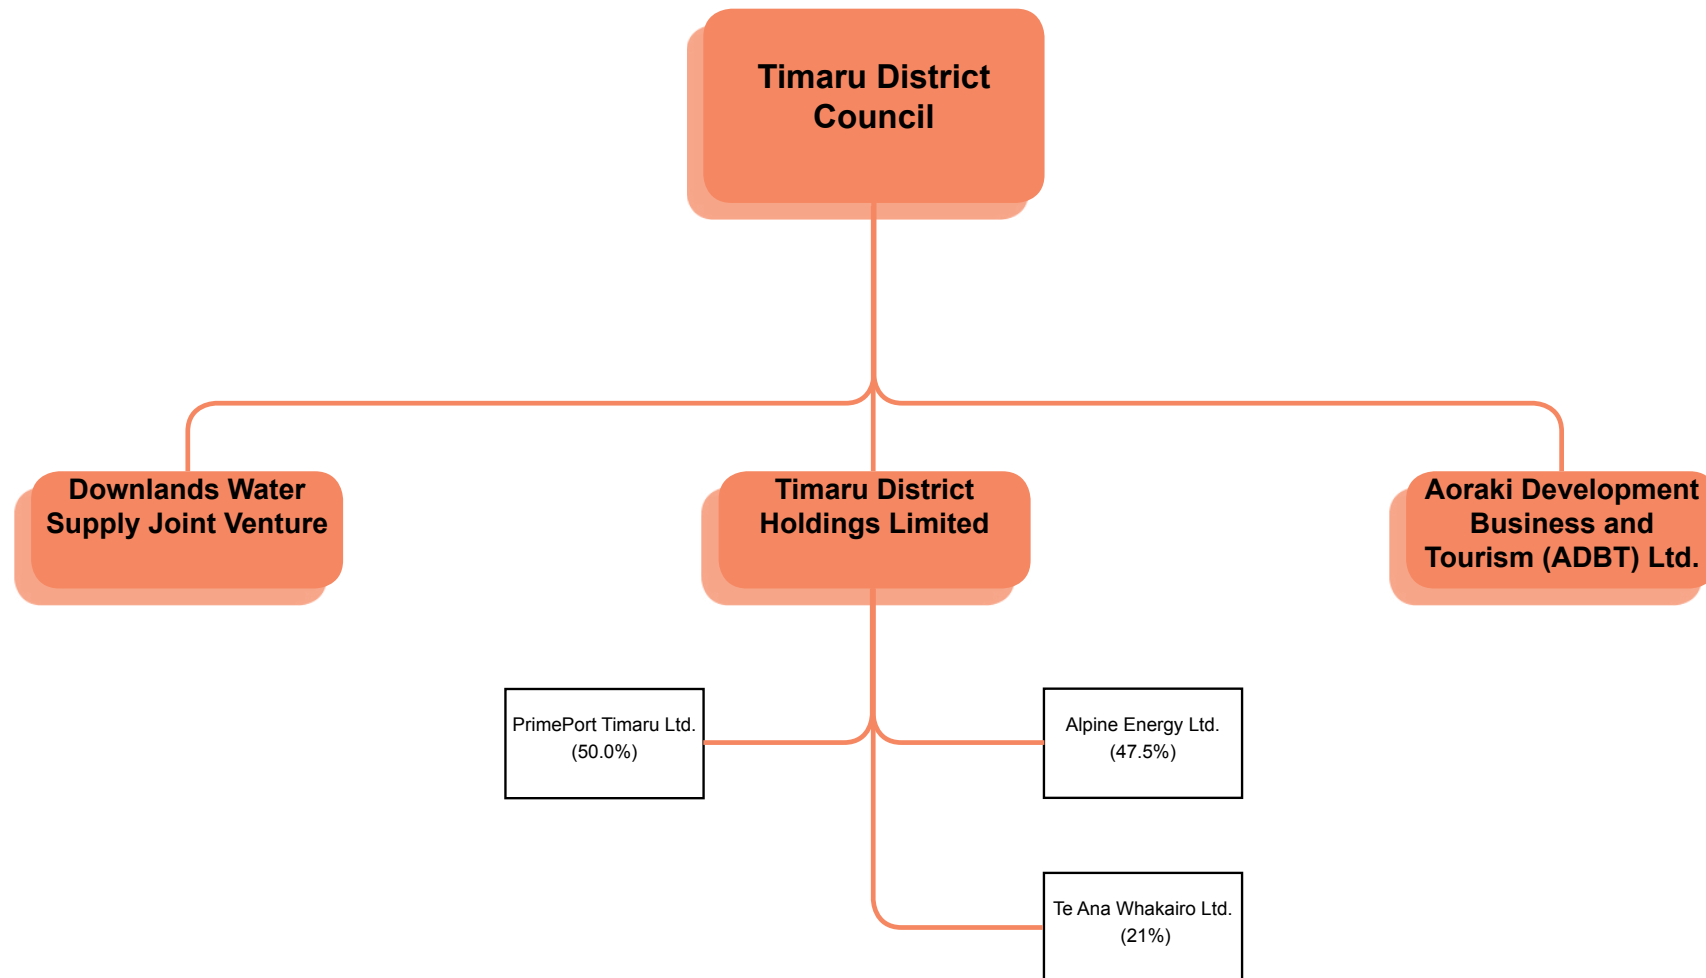 Timaru District
Council
Downlands Water
Supply Joint Venture
Timaru District
Holdings Limited
Aoraki Development
Business and
Tourism (ADBT) Ltd.
PrimePort Timaru Ltd.
(50.0%)
Alpine Energy Ltd.
(47.5%)
Te Ana Whakairo Ltd.
(21%)